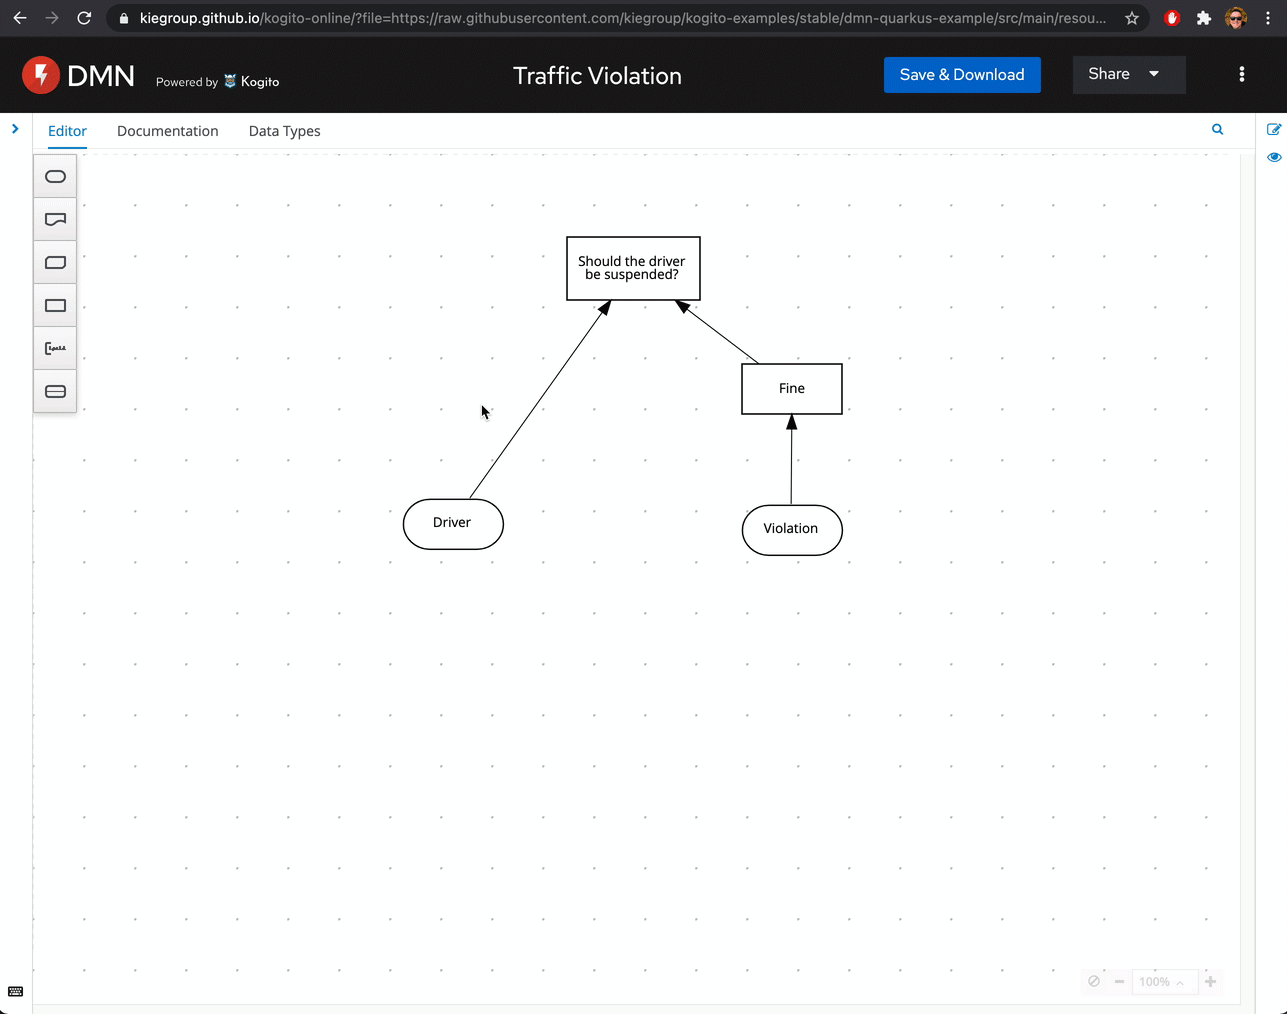 kiegroup.github.io/kogito-online/?file=https://raw.githubusercontent.com/kiegroup/kogito-examples/stable/dmn-quarkus-example/src/main/resou...
DMN
Powered by Kogito
Traffic Violation
Save & Download
Share
Editor
Documentation
Data Types
Should the driver
be suspended?
Fine
Driver
Violation
100%